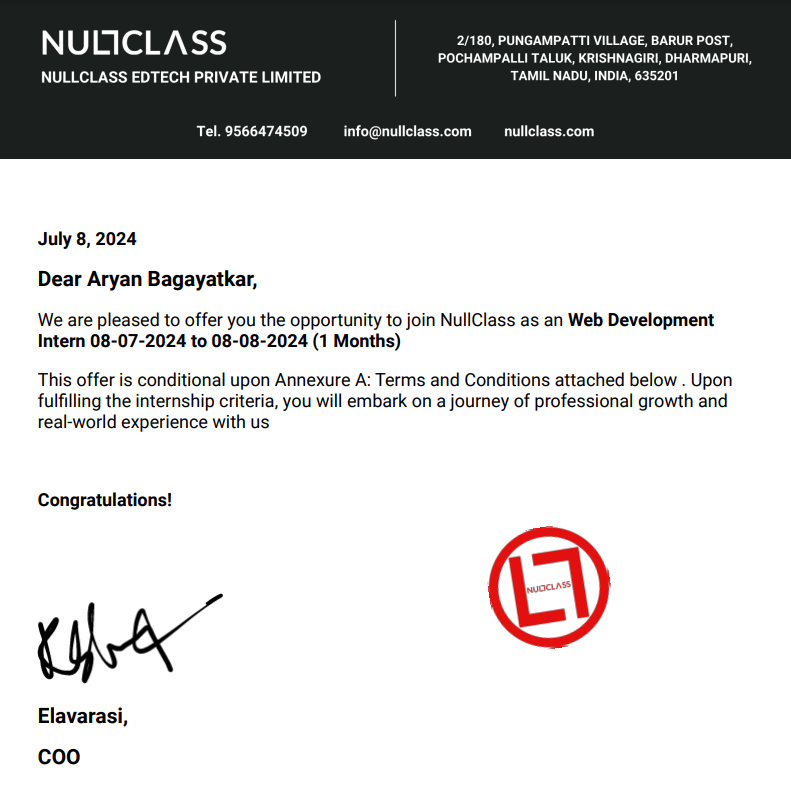 NULLCLASS
NULLCLASS EDTECH PRIVATE LIMITED
2/180, PUNGAMPATTI VILLAGE, BARUR POST,
POCHAMPALLI TALUK, KRISHNAGIRI, DHARMAPURI,
TAMIL NADU, INDIA, 635201
Tel. 9566474509 info@nullclass.com nullclass.com
July 8, 2024
Dear Aryan Bagayatkar,
We are pleased to offer you the opportunity to join NullClass as an Web Development
Intern 08-07-2024 to 08-08-2024 (1 Months)
This offer is conditional upon Annexure A: Terms and Conditions attached below . Upon
fulfilling the internship criteria, you will embark on a journey of professional growth and
real-world experience with us
Congratulations!
NULLCLASS
Elavarasi,
COO